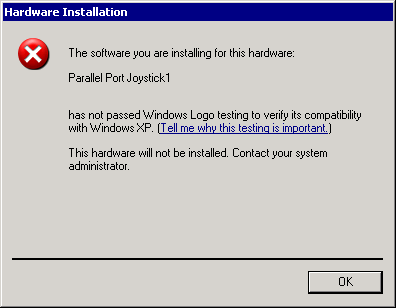 Hardware Installation
The software you are installing for this hardware:
Parallel Port Joystick1
has not passed Windows Logo testing to verify its compatibility
with Windows XP. (Tell me why this testing is important.)
This hardware will not be installed. Contact your system
administrator.
OK